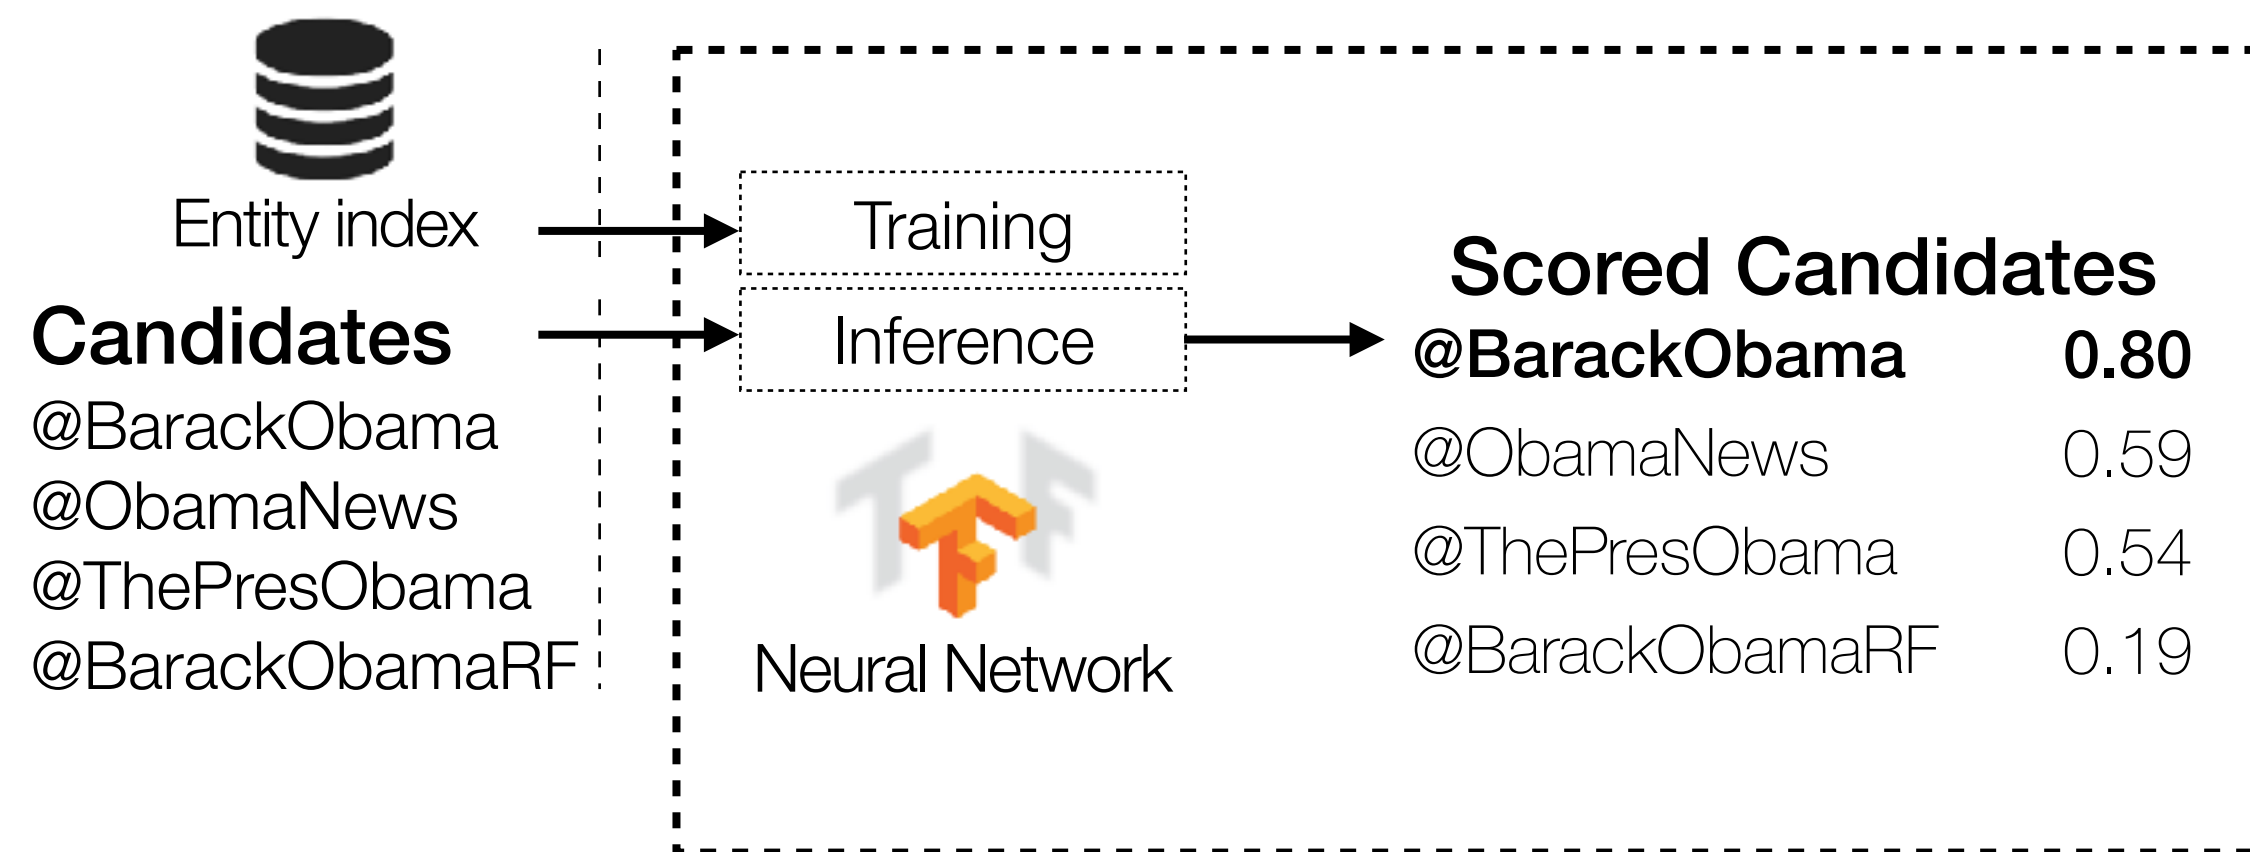 Entity index
Candidates
@BarackObama
@ObamaNews
@ThePresObama
@BarackObamaRF
Training
Inference
TF
Neural Network
Scored Candidates
@BarackObama 0.80
@ObamaNews 0.59
@ThePresObama 0.54
@BarackObamaRF 0.19